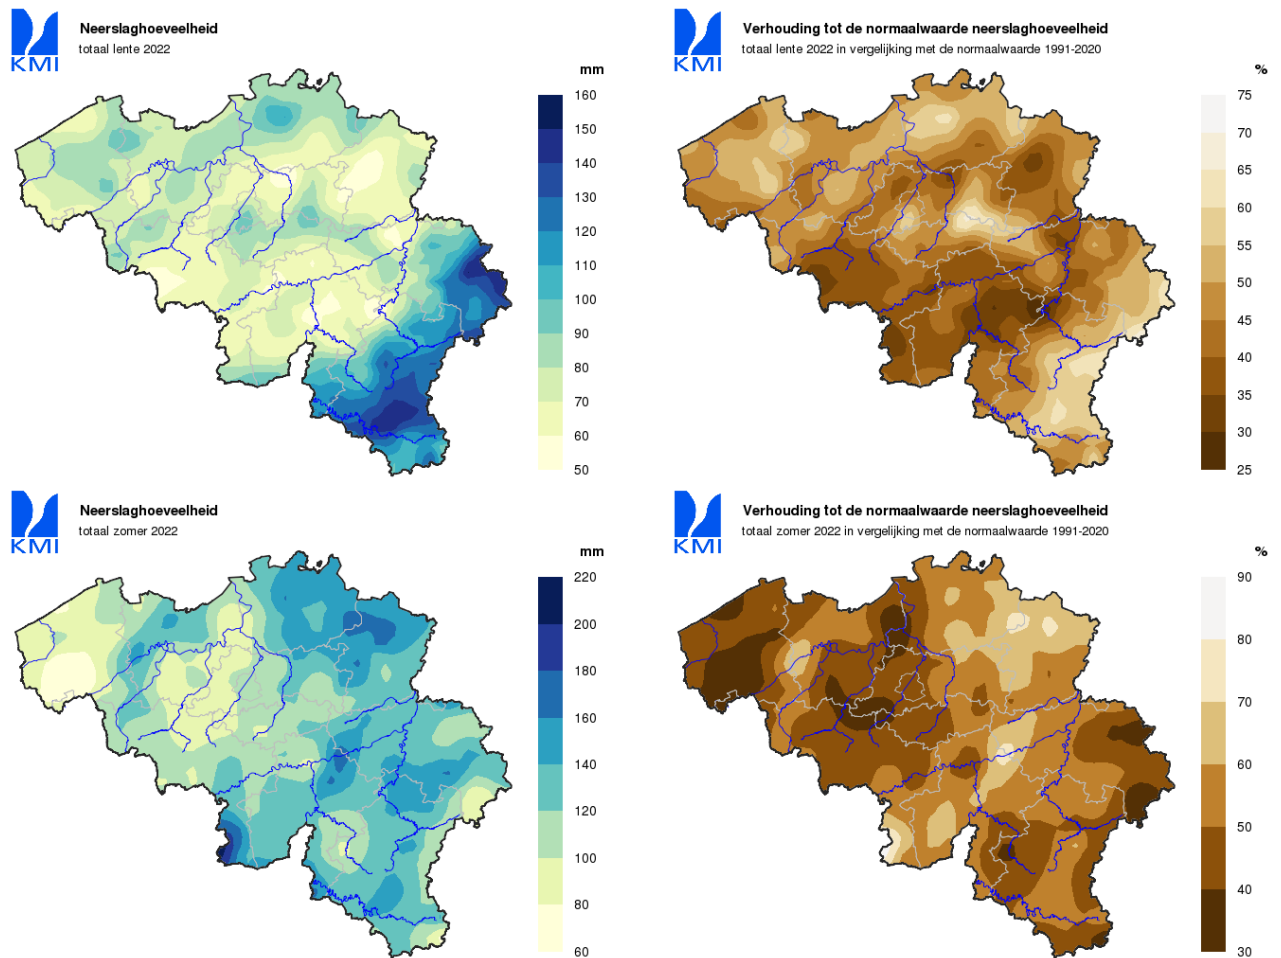 KMI
Neerslaghoeveelheid
totaal lente 2022
mm
160
150
140
130
120
110
100
90
80
70
60
50
KMI
Verhouding tot de normaalwaarde neerslaghoeveelheid
totaal lente 2022 in vergelijking met de normaalwaarde 1991-2020
%
75
70
65
60
55
50
45
40
35
30
25
KMI
Neerslaghoeveelheid
totaal zomer 2022
mm
220
200
180
160
140
120
100
80
60
KMI
Verhouding tot de normaalwaarde neerslaghoeveelheid
totaal zomer 2022 in vergelijking met de normaalwaarde 1991-2020
%
90
80
70
60
50
40
30